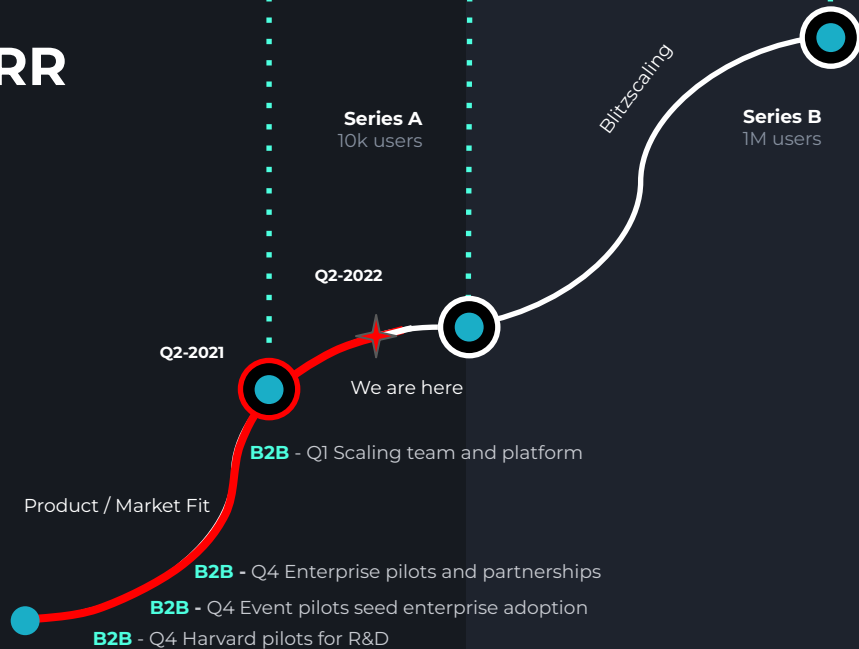 RR
Blitzscaling
Series A
10k users
Series B
1M users
Q2-2022
Q2-2021
We are here
B2B - Q1 Scaling team and platform
Product / Market Fit
B2B - Q4 Enterprise pilots and partnerships
B2B - Q4 Event pilots seed enterprise adoption
B2B - Q4 Harvard pilots for R&D